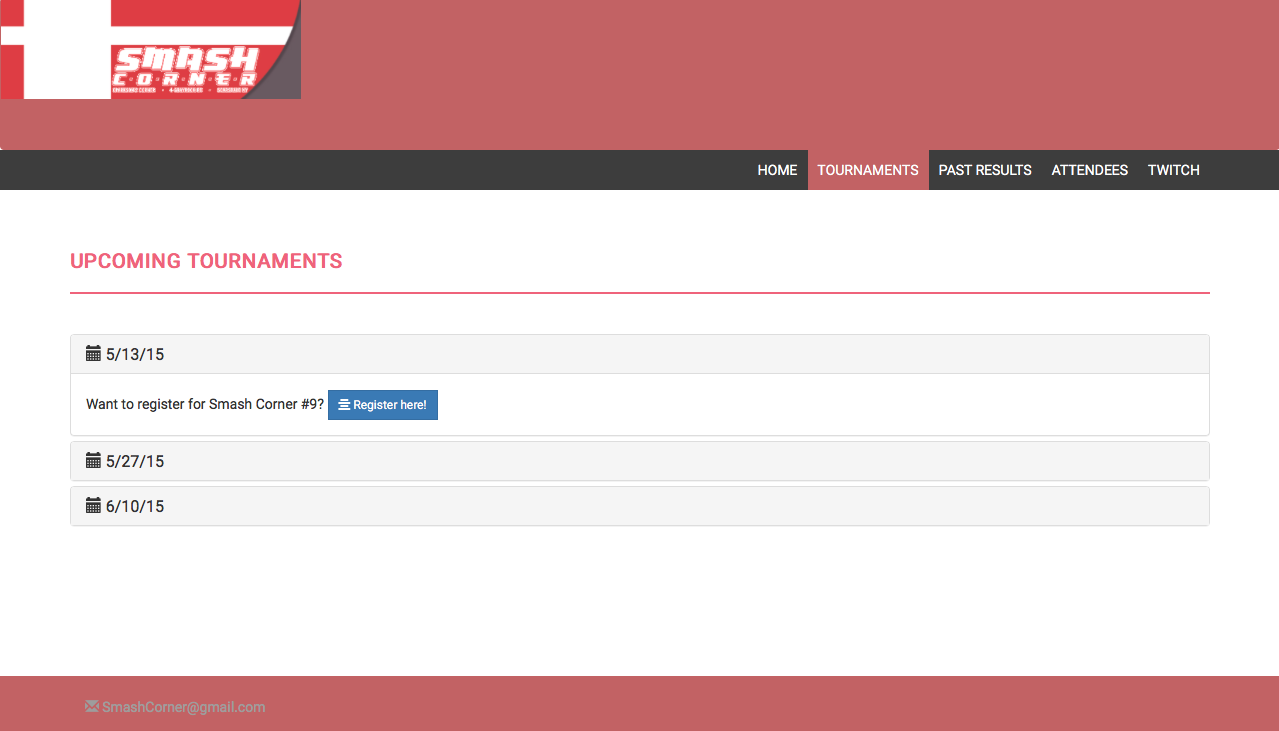 SMASH
CORNER
HOME TOURNAMENTS PAST RESULTS ATTENDEES TWITCH
UPCOMING TOURNAMENTS
5/13/15
Want to register for Smash Corner #9? Register here!
5/27/15
6/10/15
SmashCorner@gmail.com